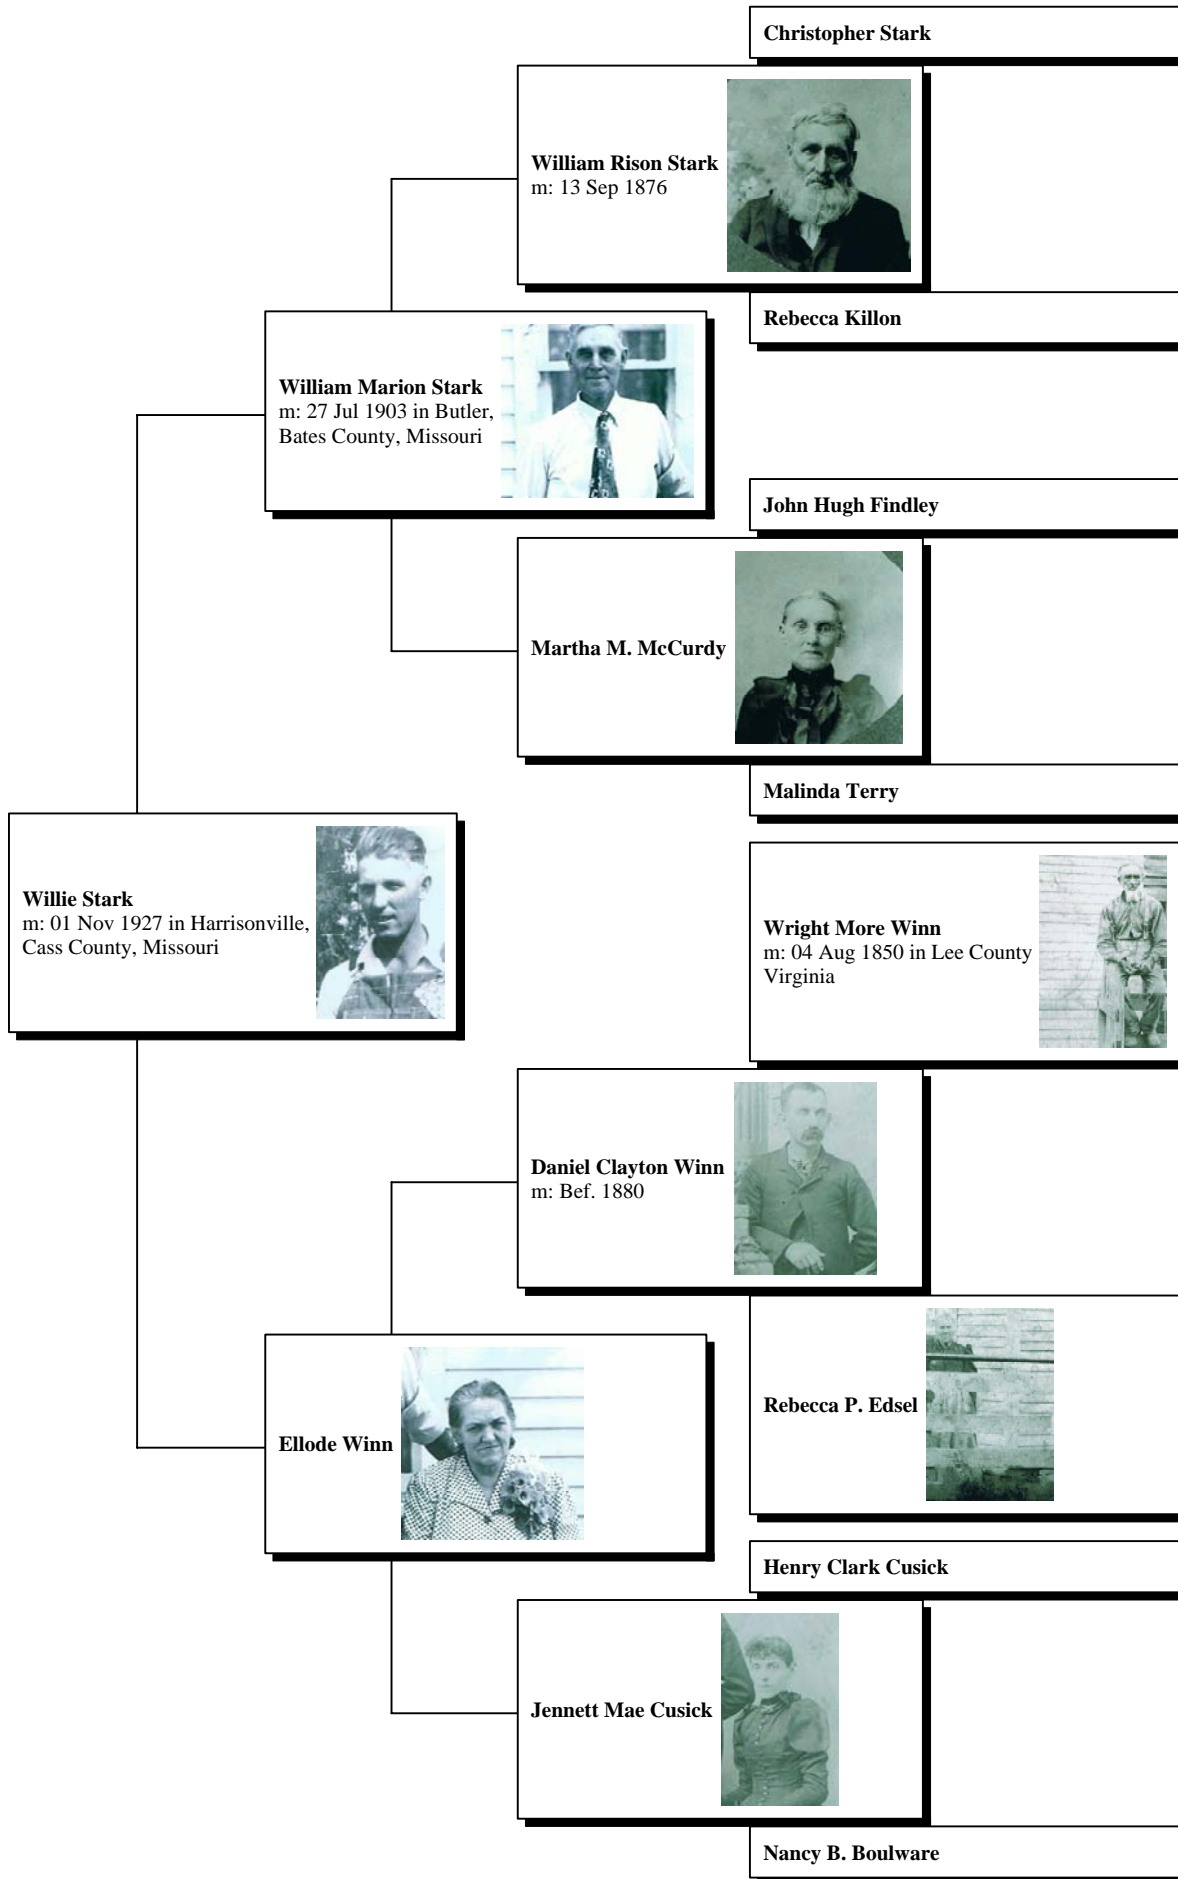 Christopher Stark
William Rison Stark
m: 13 Sep 1876
Rebecca Killon
William Marion Stark
m: 27 Jul 1903 in Butler,
Bates County, Missouri
John Hugh Findley
Martha M. McCurdy
Malinda Terry
Willie Stark
m: 01 Nov 1927 in Harrisonville,
Cass County, Missouri
Wright More Winn
m: 04 Aug 1850 in Lee County
Virginia
Daniel Clayton Winn
m: Bef. 1880
Rebecca P. Edsel
Ellode Winn
Henry Clark Cusick
Jennett Mae Cusick
Nancy B. Boulware